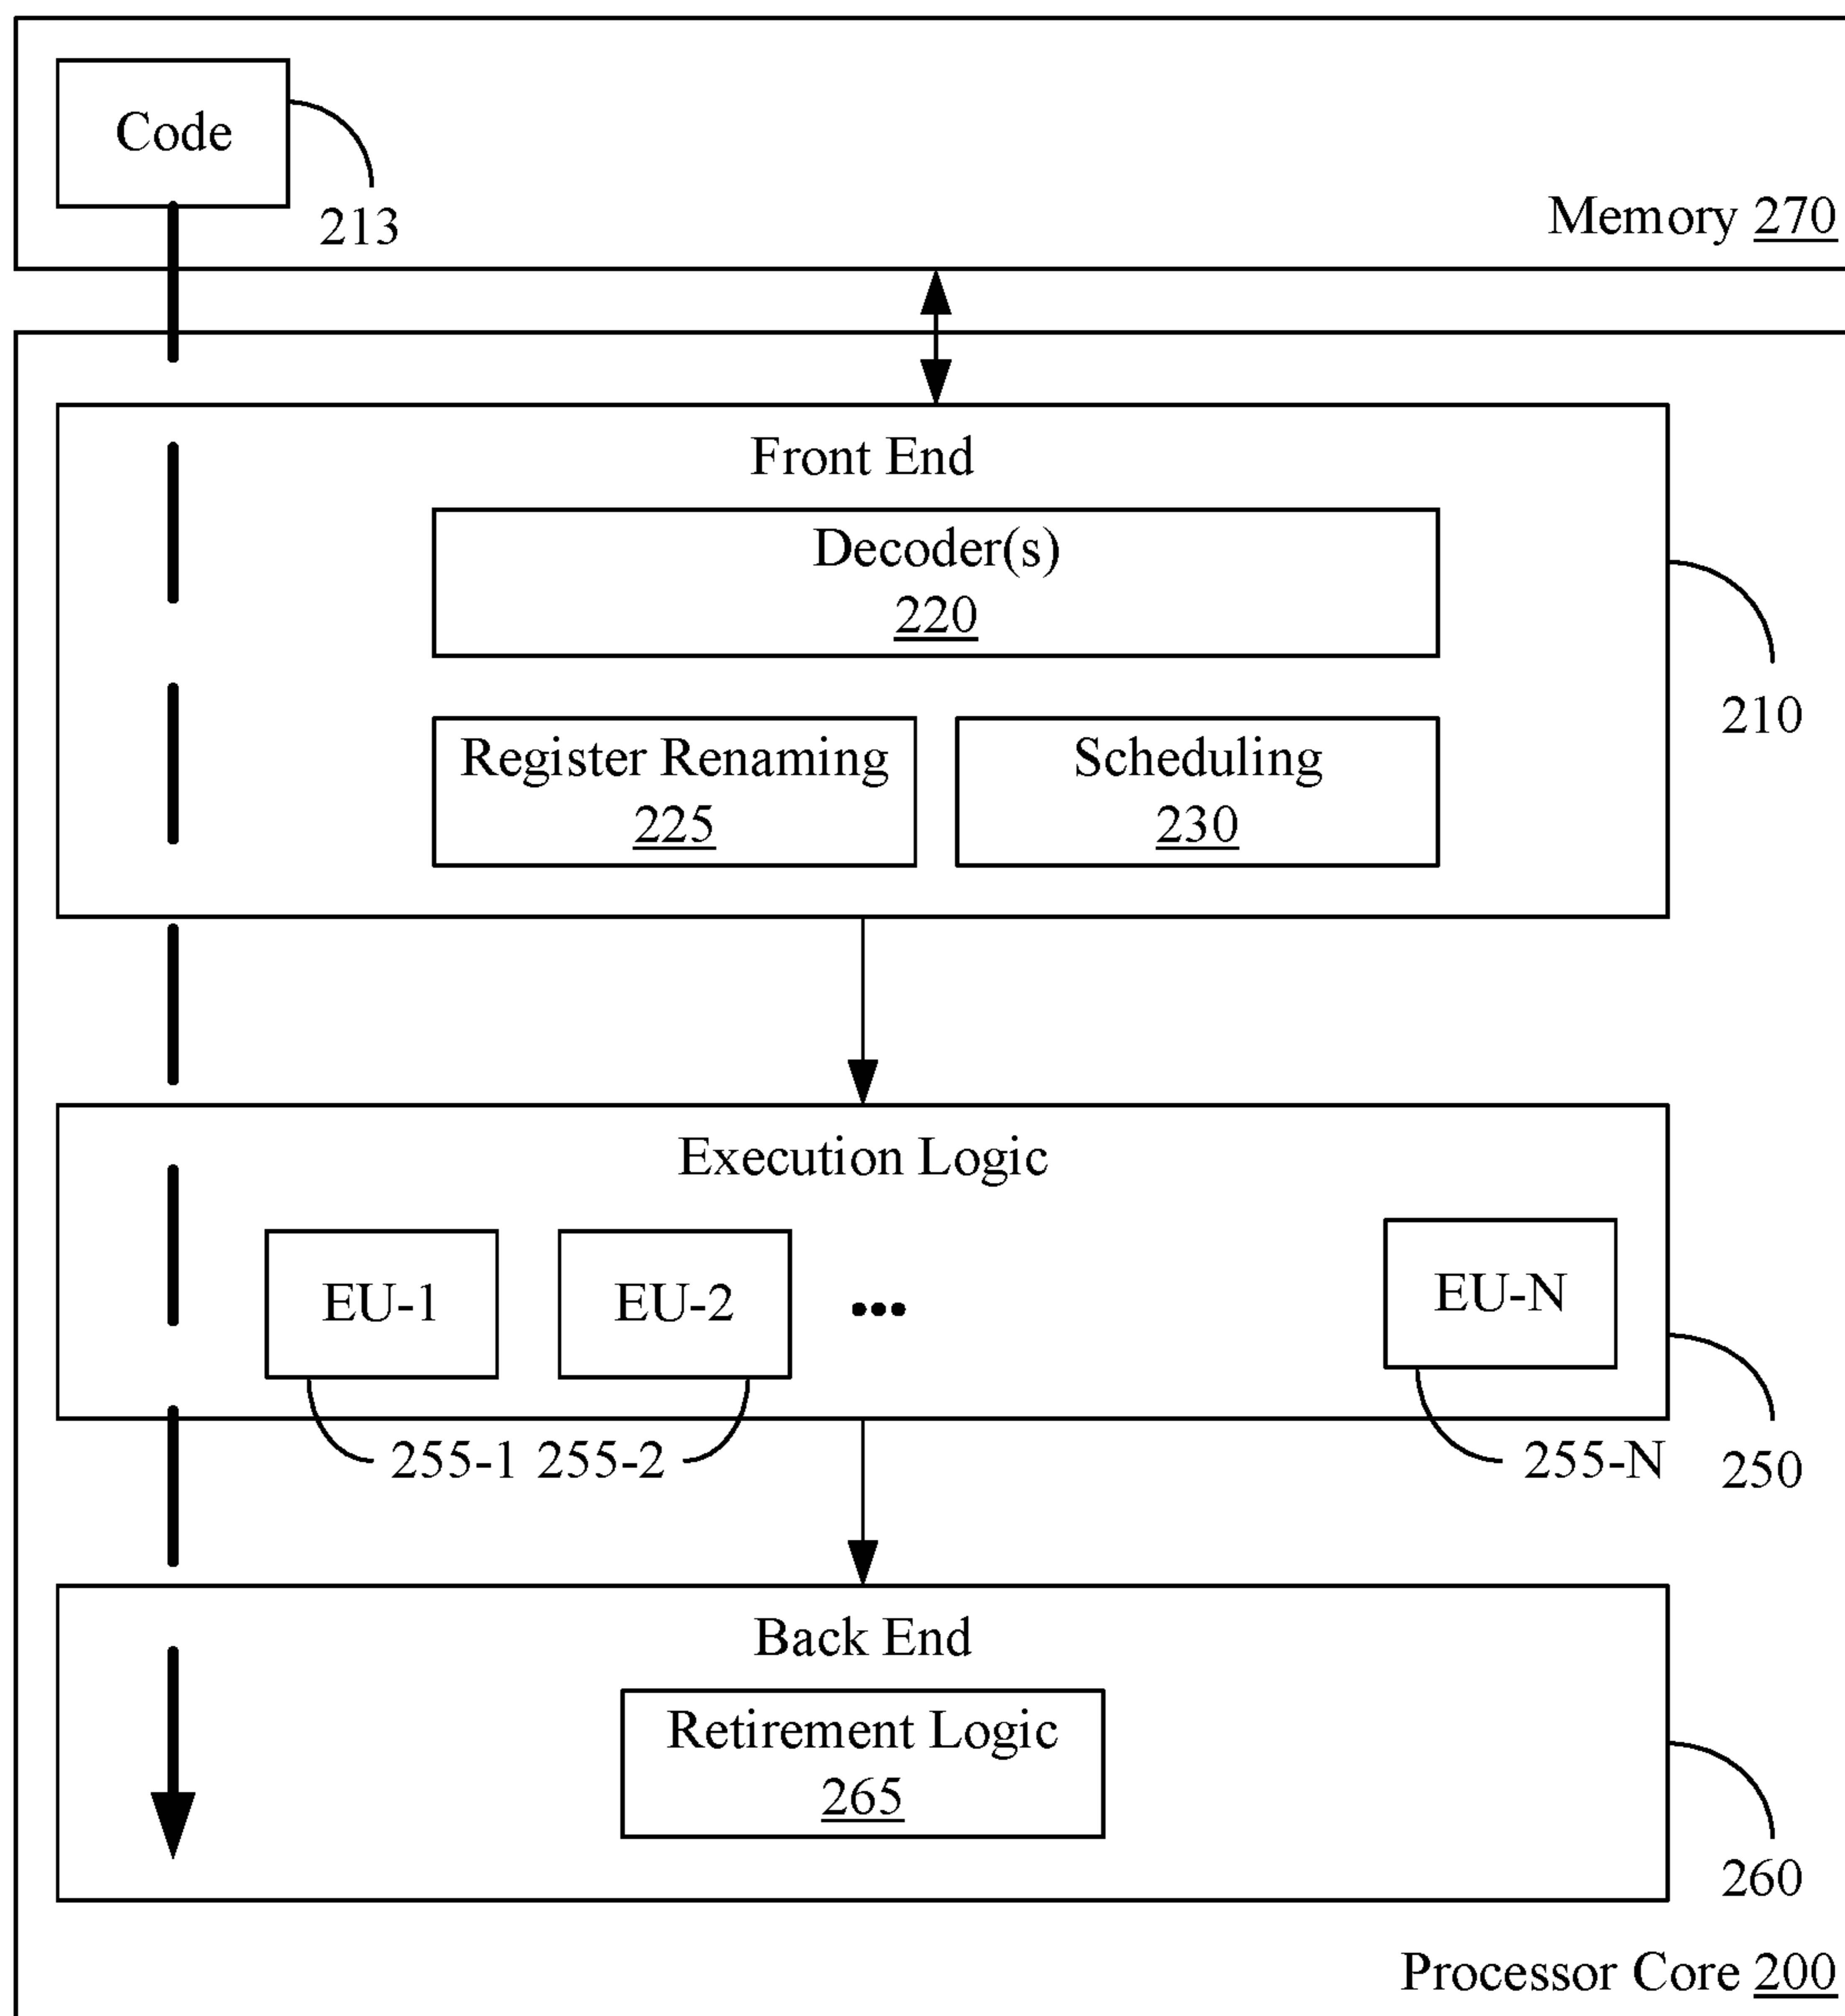 Code
213
Memory 270
Front End
Decoder(s)
220
210
Register Renaming
225
Scheduling
230
Execution Logic
EU-1
EU-2
•••
EU-N
255-1 255-2
255-N
250
Back End
Retirement Logic
265
260
Processor Core 200